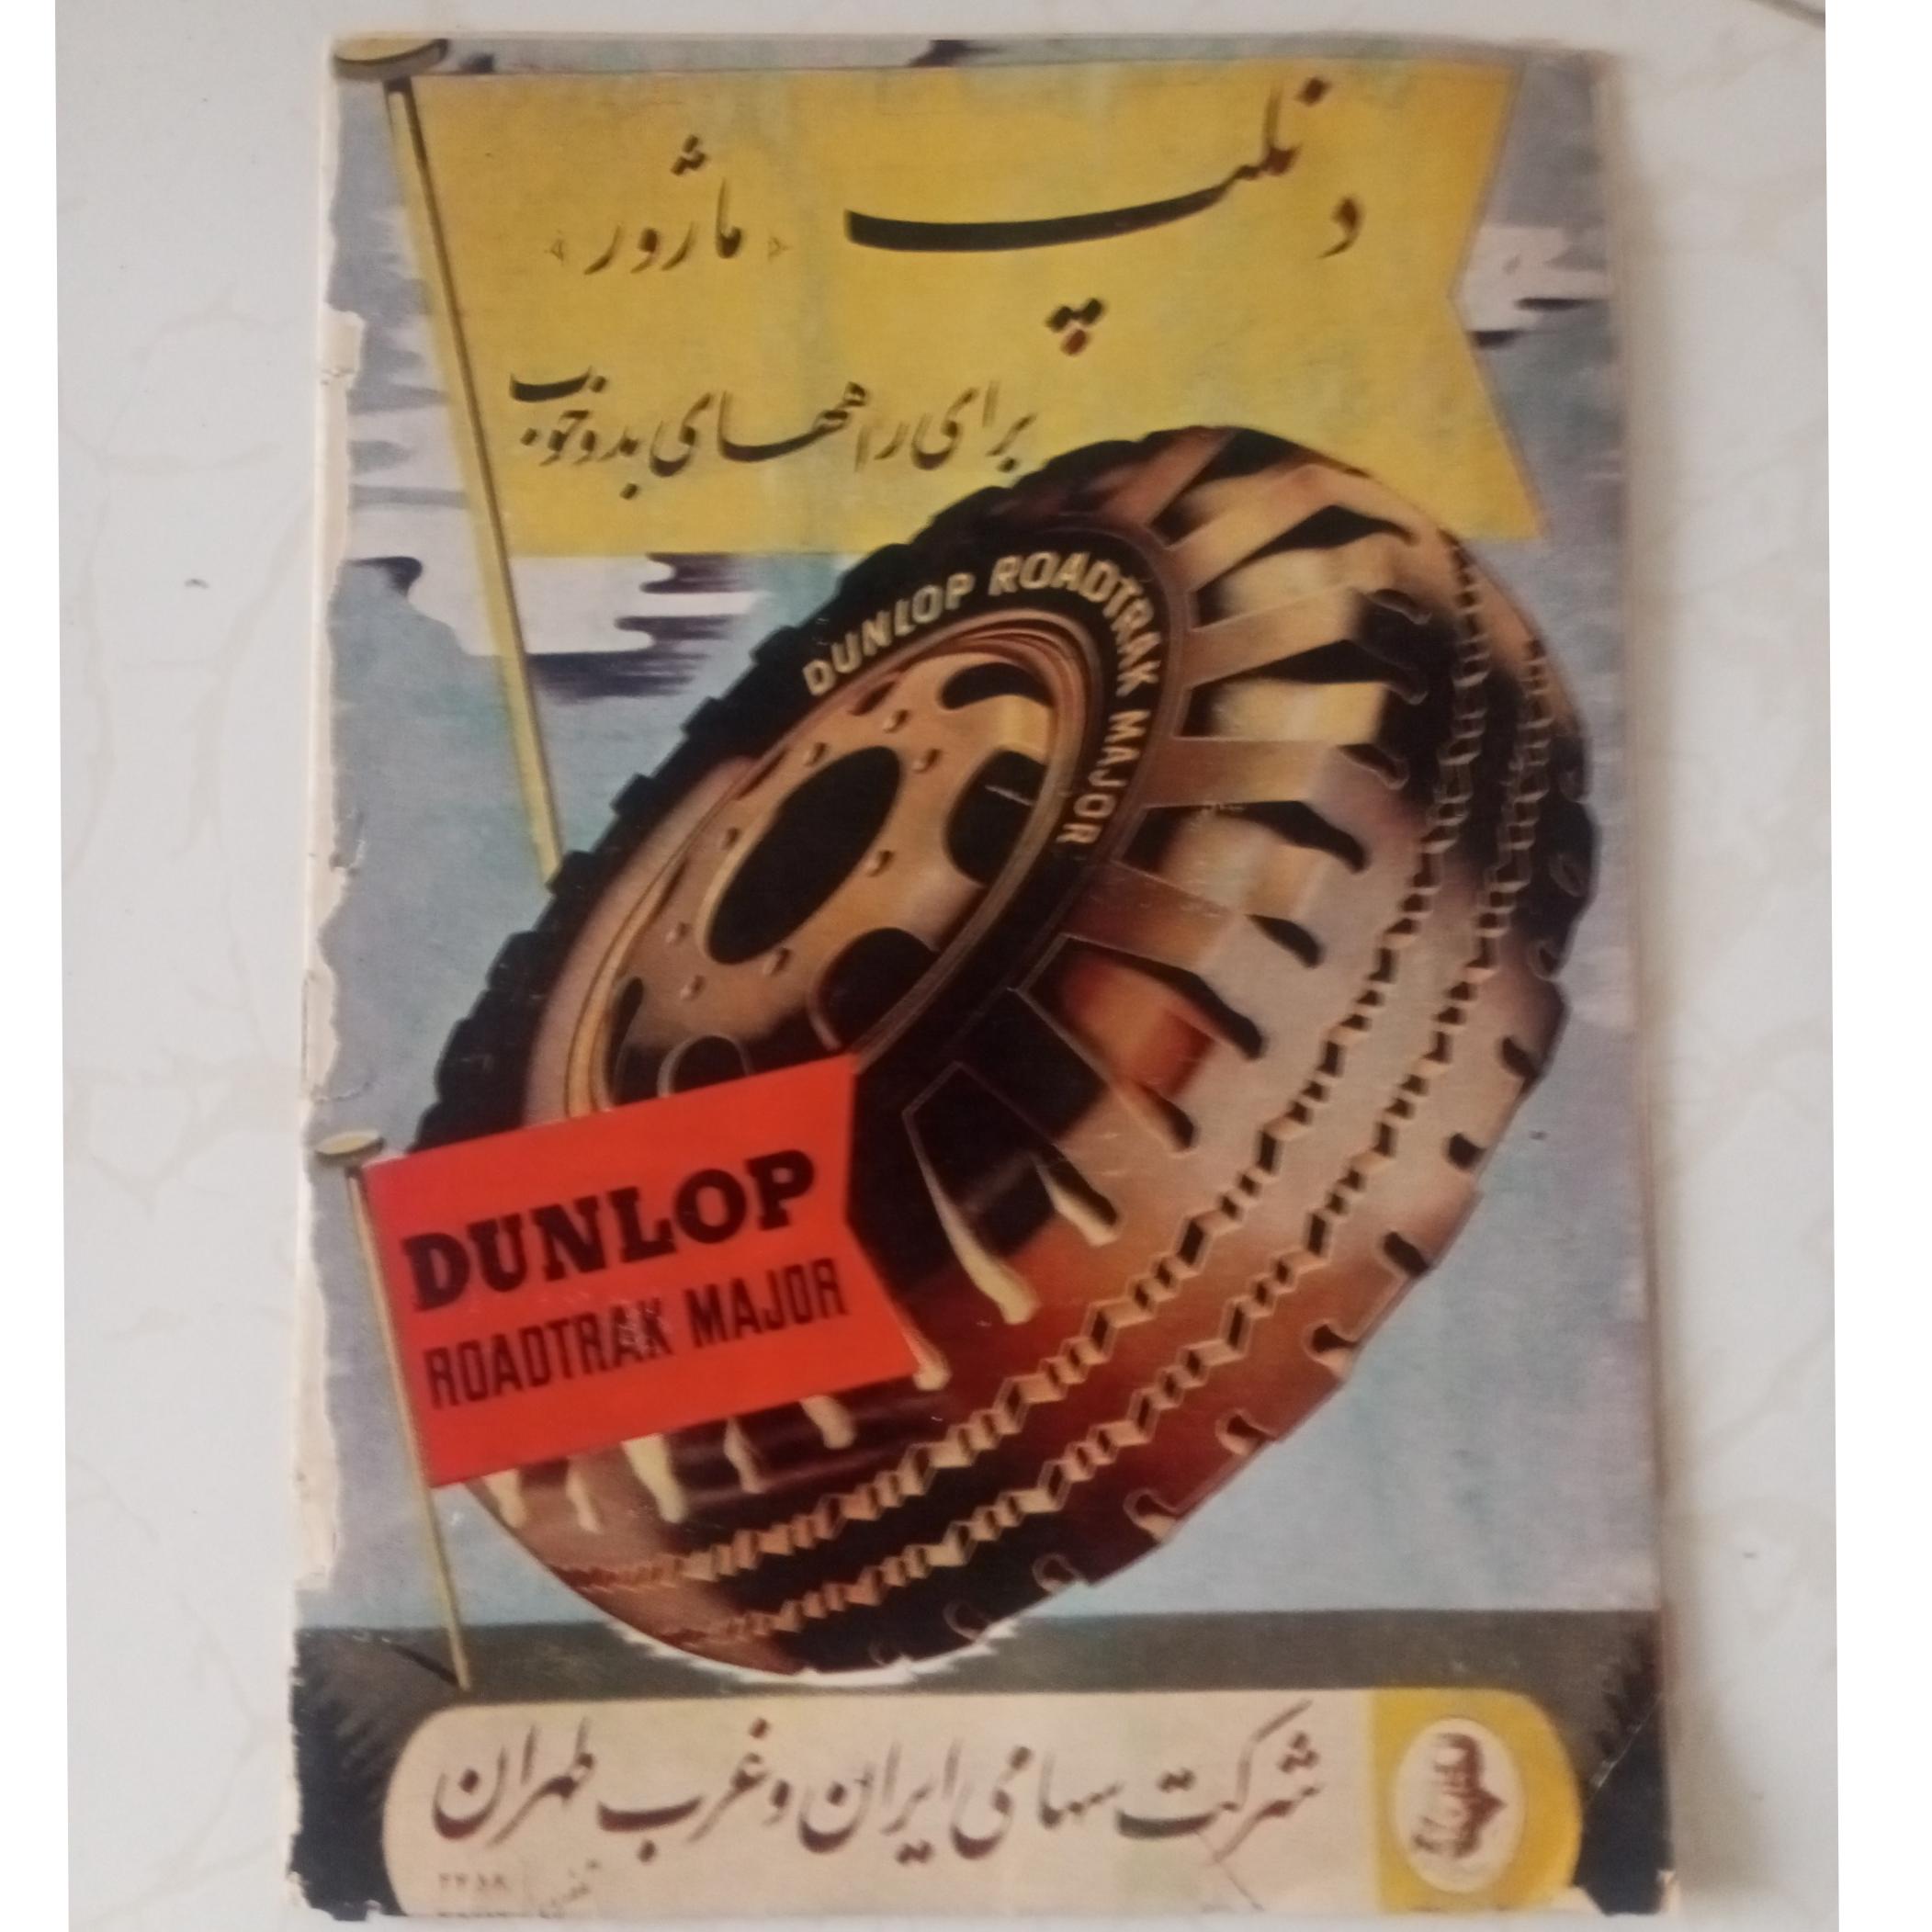 دنلپ «ماژور»
برای راههای بدوخوب
DUNLOP ROADTRAK MAJOR
DUNLOP
ROADTRAK MAJOR
شرکت سهامی ایران و غرب طهران